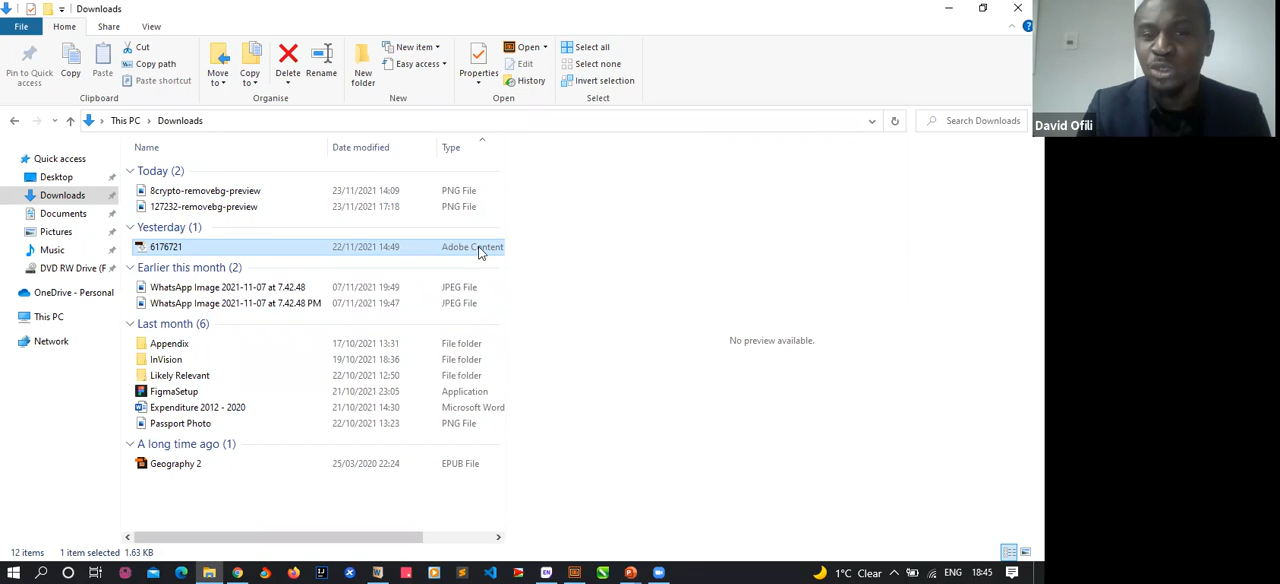 Downloads
File
Home
Share
View
Pin to Quick access
Copy
Paste
Cut
Copy path
Paste shortcut
Clipboard
Move to
Copy to
Delete
Rename
Organise
New folder
New item
Easy access
New
Properties
Open
Edit
History
Open
Select all
Select none
Invert selection
Select
David Ofili
This PC > Downloads
Search Downloads
Quick access
Desktop
Downloads
Documents
Pictures
Music
DVD RW Drive (F
OneDrive - Personal
This PC
Network
Name Date modified Type
Today (2)
8crypto-removebg-preview 23/11/2021 14:09 PNG File
127232-removebg-preview 23/11/2021 17:18 PNG File
Yesterday (1)
6176721 22/11/2021 14:49 Adobe Content
Earlier this month (2)
WhatsApp Image 2021-11-07 at 7.42.48 07/11/2021 19:49 JPEG File
WhatsApp Image 2021-11-07 at 7.42.48 PM 07/11/2021 19:47 JPEG File
Last month (6)
Appendix 17/10/2021 13:31 File folder
InVision 19/10/2021 18:36 File folder
Likely Relevant 22/10/2021 12:50 File folder
FigmaSetup 21/10/2021 23:05 Application
Expenditure 2012 - 2020 21/10/2021 14:30 Microsoft Word
Passport Photo 22/10/2021 13:23 PNG File
A long time ago (1)
Geography 2 25/03/2020 22:24 EPUB File
No preview available.
12 items 1 item selected 1.63 KB
1°C Clear ENG 18:45